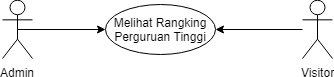 Melihat Rangking
Perguruan Tinggi
Admin
Visitor